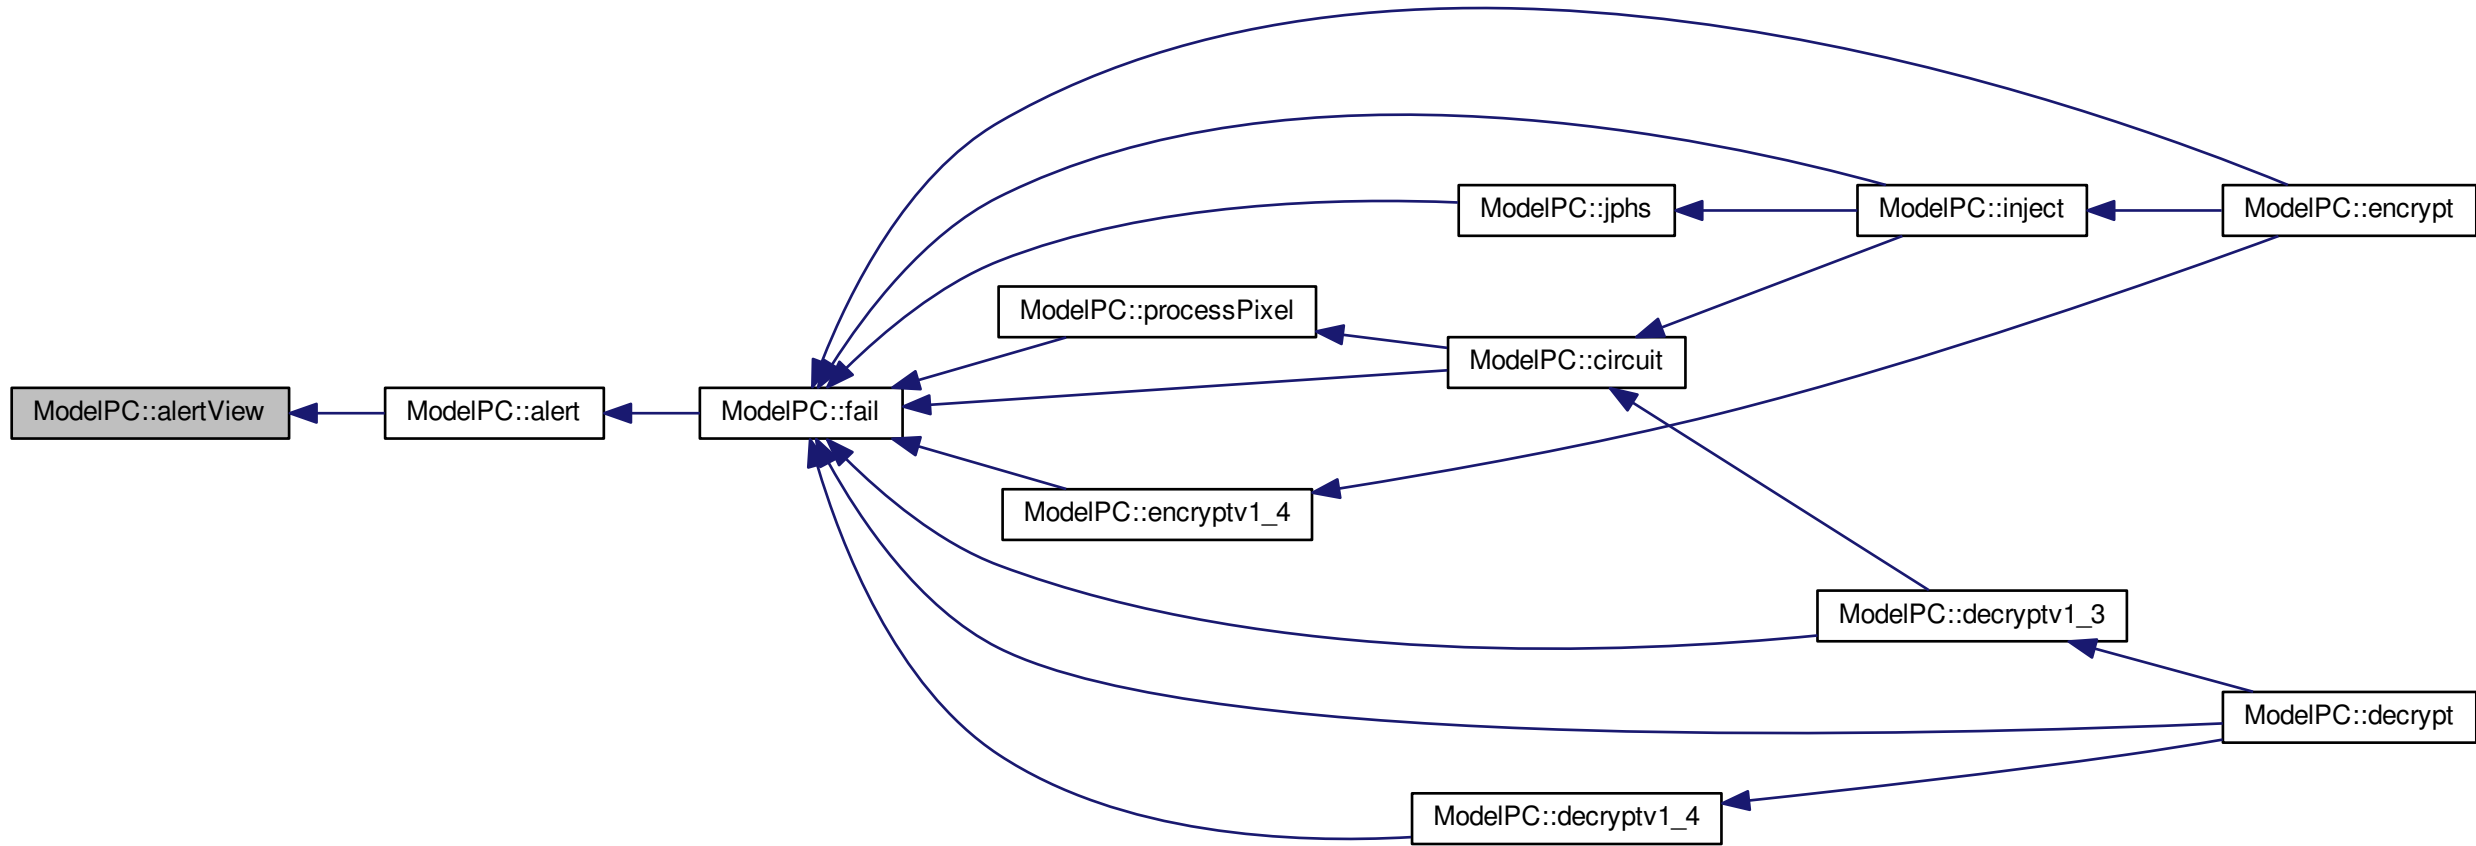 ModelPC::jphs
ModelPC::inject
ModelPC::encrypt
ModelPC::processPixel
ModelPC::circuit
ModelPC::alertView
ModelPC::alert
ModelPC::fail
ModelPC::encryptv1_4
ModelPC::decryptv1_3
ModelPC::decrypt
ModelPC::decryptv1_4